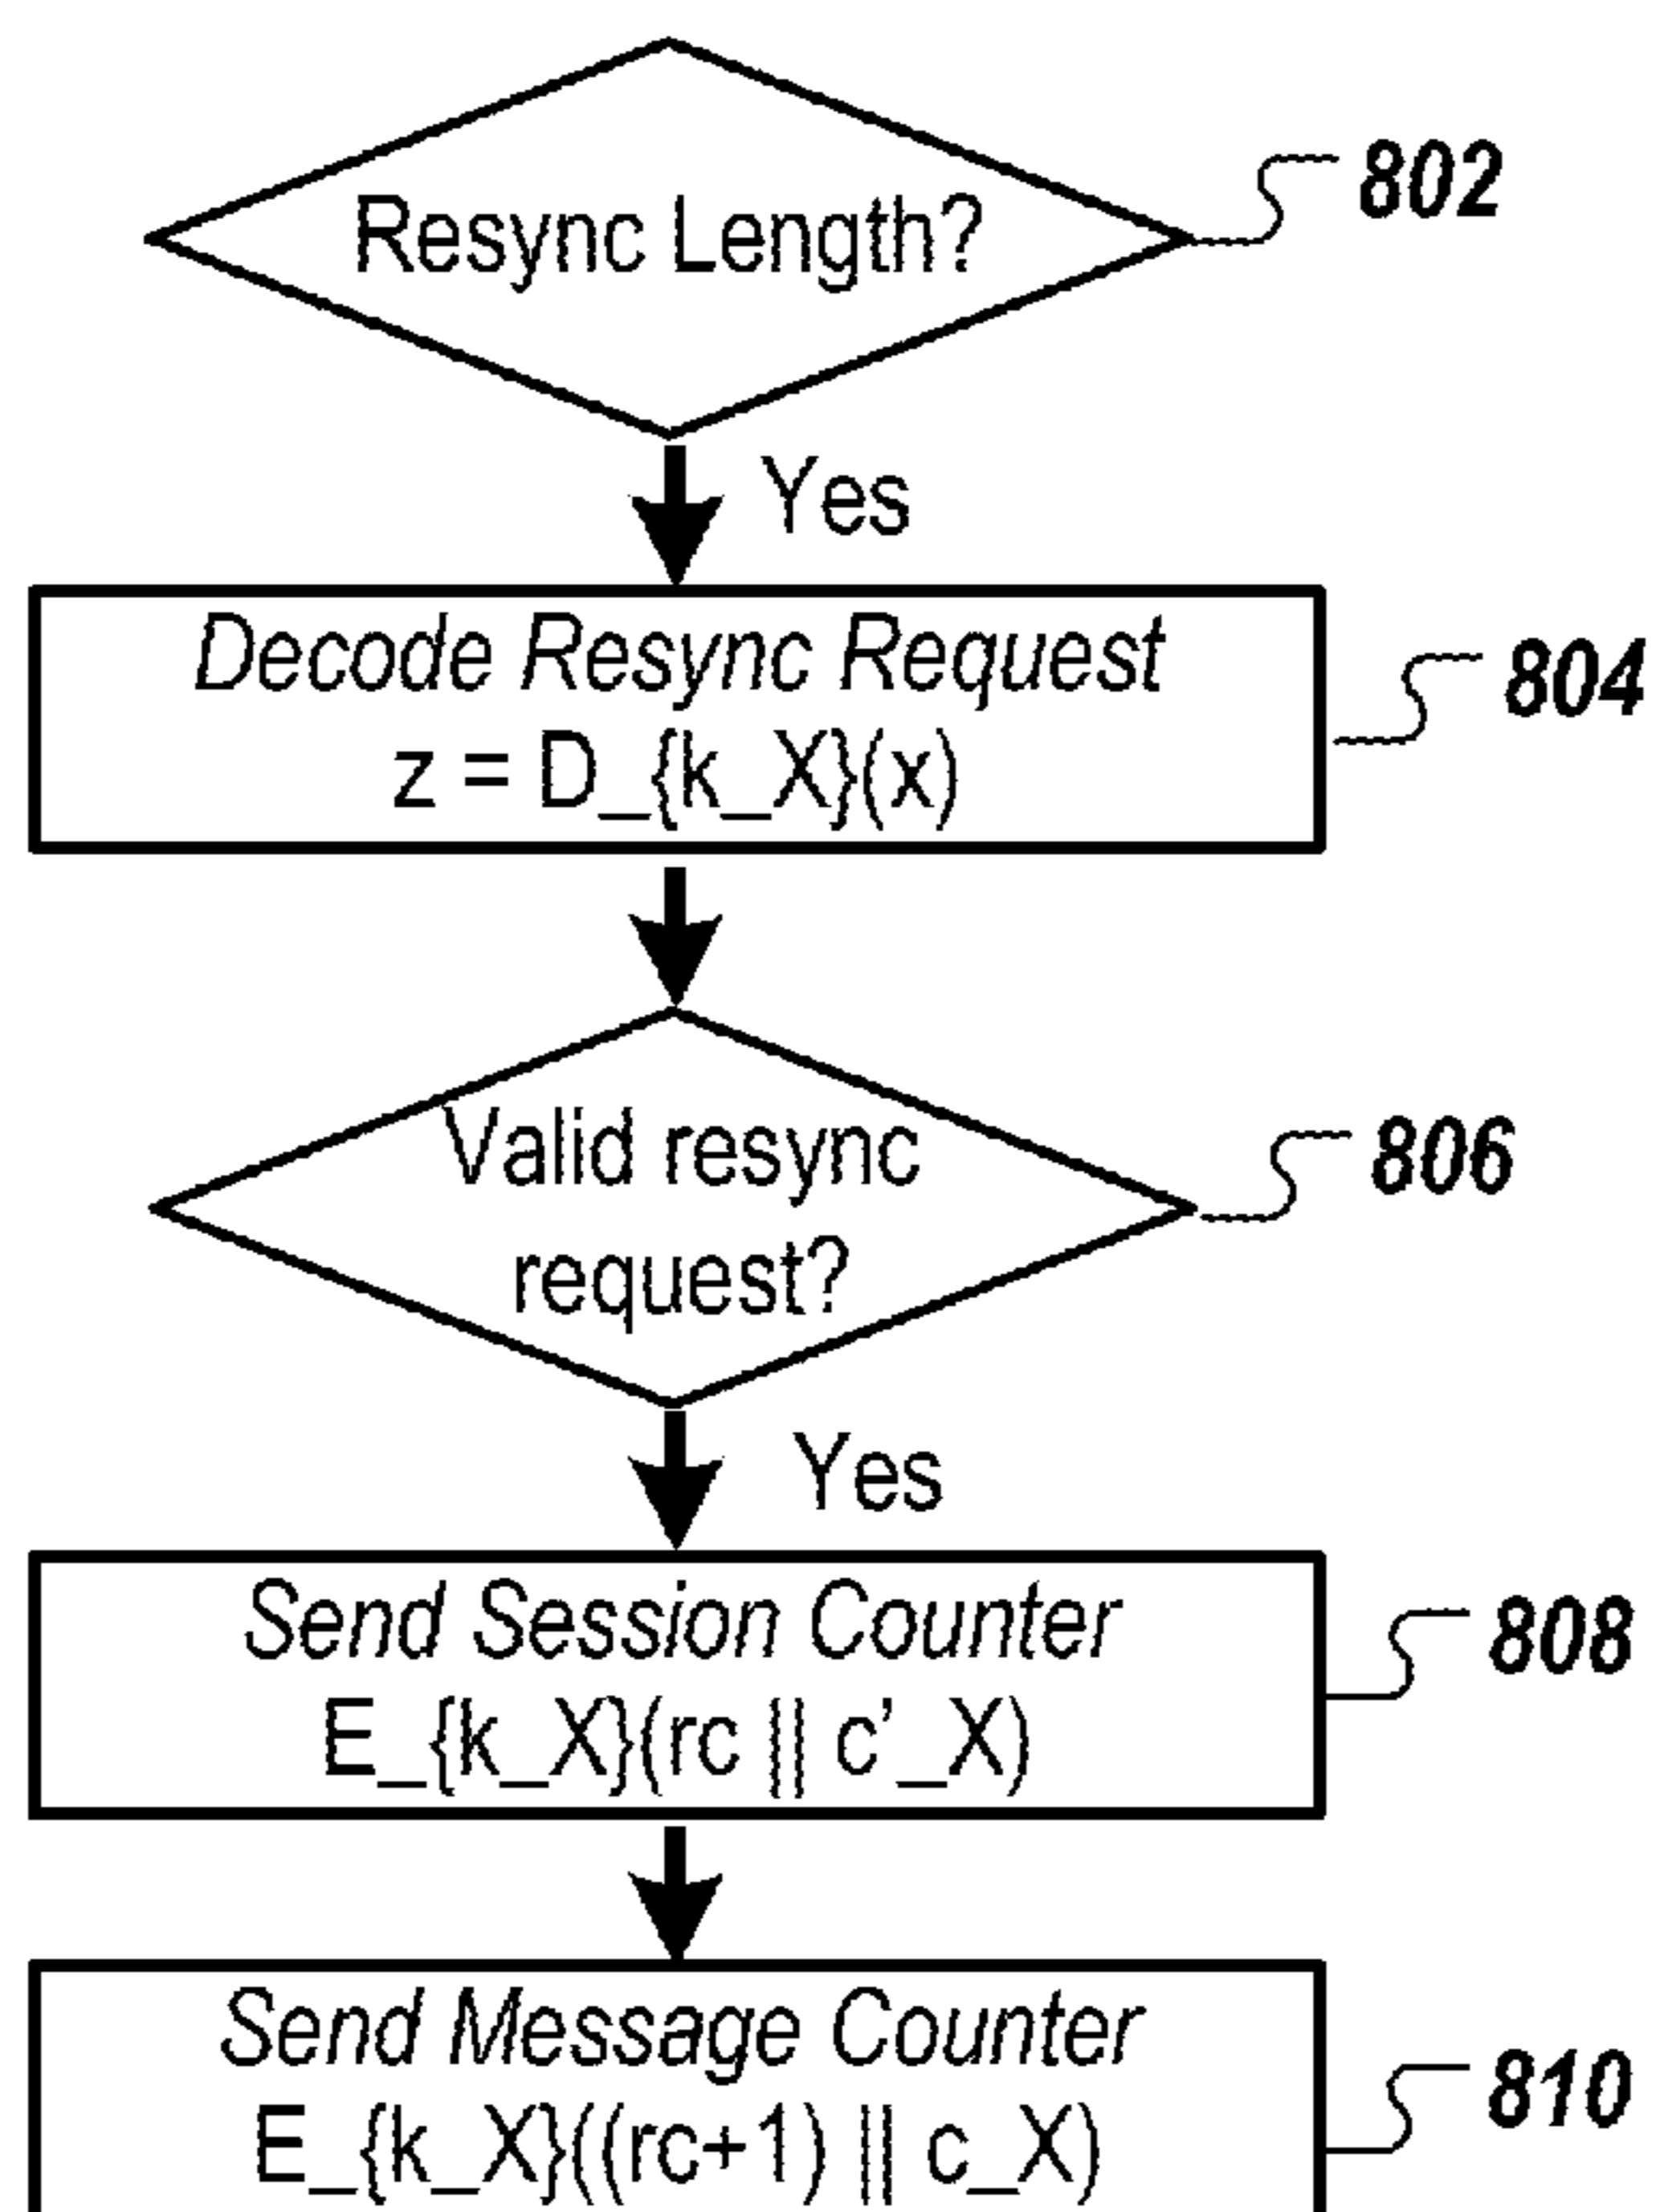 Resync Length?
802
Yes
Decode Resync Request
z = D_{k_X}(x)
804
Valid resync
request?
806
Yes
Send Session Counter
E_{k_X}(rc || c’_X)
808
Send Message Counter
E_{k_X}((rc+1) || c_X)
810